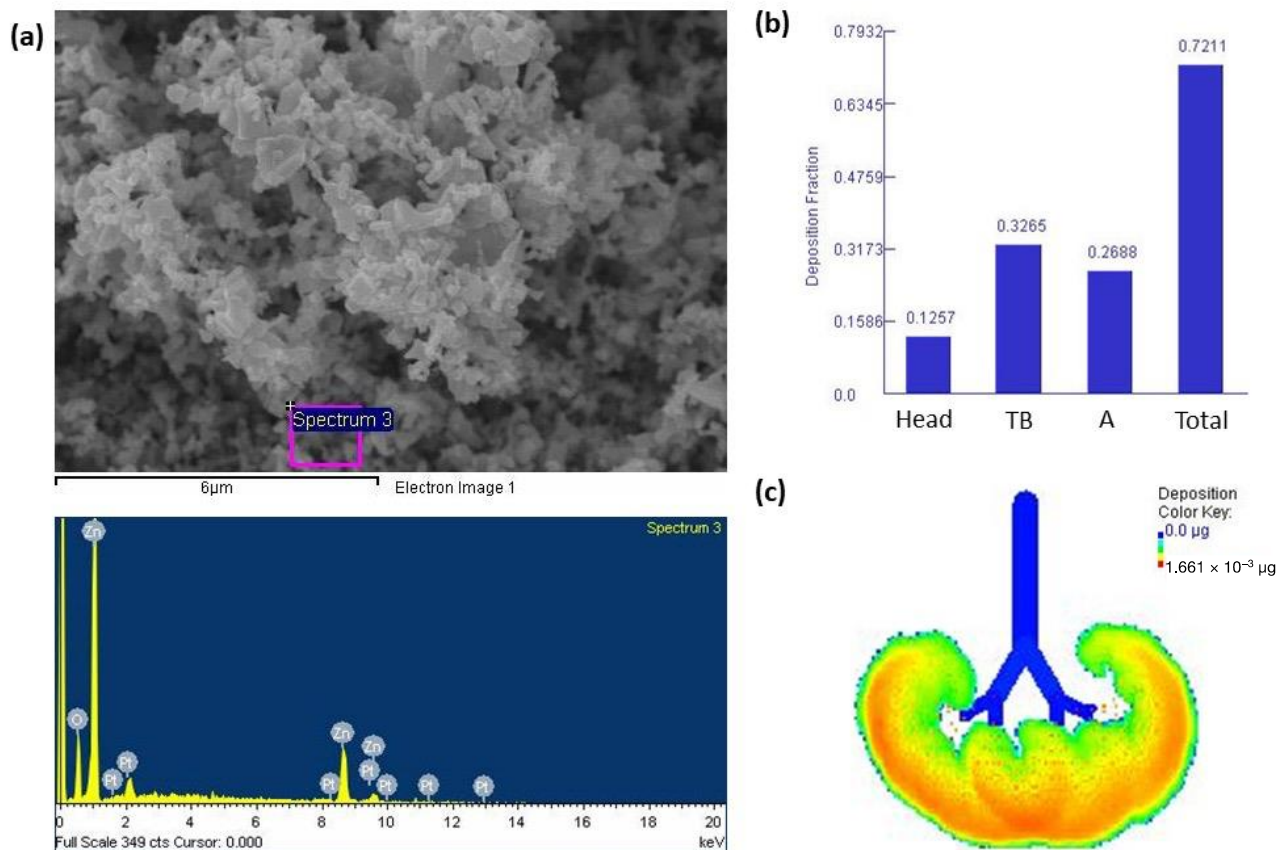 (a)
Spectrum 3
6µm
Electron Image 1
Spectrum 3
Zn
O
Pt
Pt
Zn
Pt
Zn
Pt
Pt
Pt
Pt
0 2 4 6 8 10 12 14 16 18 20
Full Scale 349 cts Cursor: 0.000
keV
(b)
Deposition Fraction
0.7932
0.6345
0.4759
0.3173
0.1586
0.0
0.1257
0.3265
0.2688
0.7211
Head TB A Total
(c)
Deposition
Color Key:
0.0 µg
1.661 × 10⁻³ µg